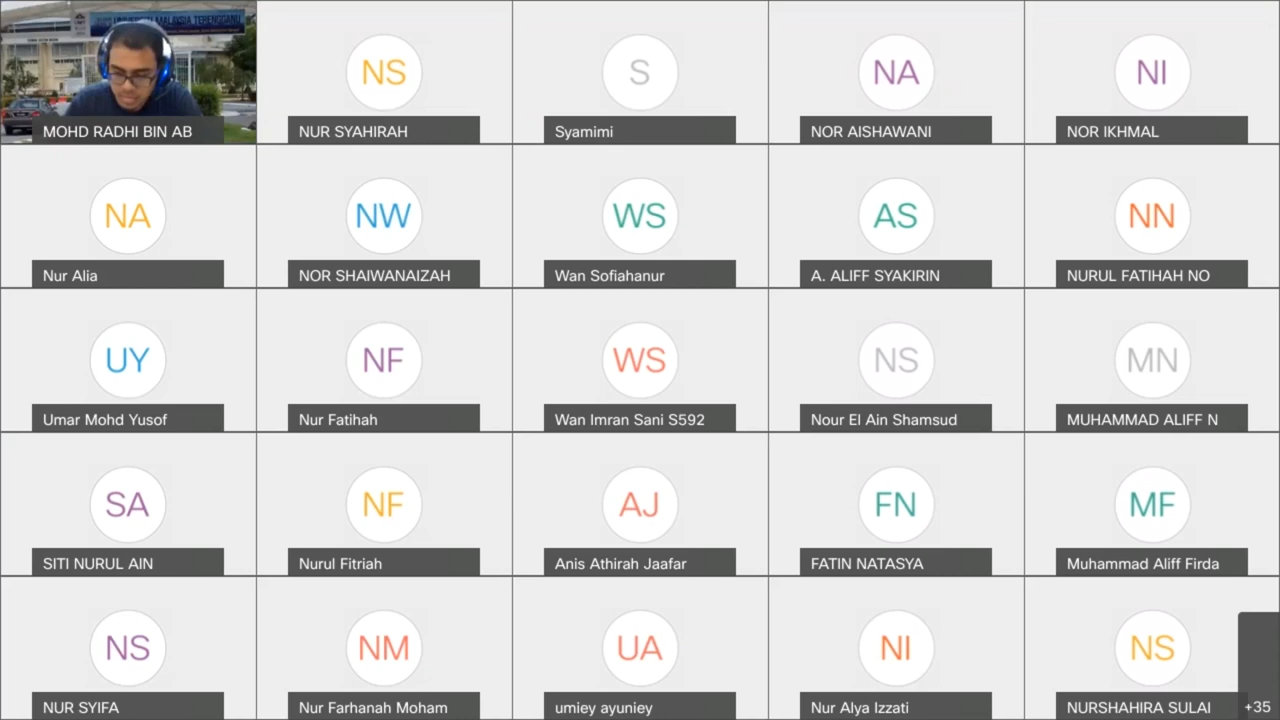 UNIVERSITI MALAYSIA TERENGGANU
MOHD RADHI BIN AB
NS
NUR SYAHIRAH
S
Syamimi
NA
NOR AISHAWANI
NI
NOR IKHMAL
NA
Nur Alia
NW
NOR SHAIWANAIZAH
WS
Wan Sofiahanur
AS
A. ALIFF SYAKIRIN
NN
NURUL FATIHAH NO
UY
Umar Mohd Yusof
NF
Nur Fatihah
WS
Wan Imran Sani S592
NS
Nour El Ain Shamsud
MN
MUHAMMAD ALIFF N
SA
SITI NURUL AIN
NF
Nurul Fitriah
AJ
Anis Athirah Jaafar
FN
FATIN NATASYA
MF
Muhammad Aliff Firda
NS
NUR SYIFA
NM
Nur Farhanah Moham
UA
umiey ayuniey
NI
Nur Alya Izzati
NS
NURSHAHIRA SULAI
+35